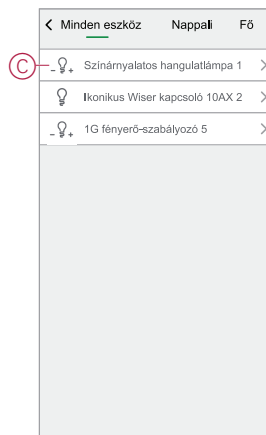 Minden eszköz Nappali Fő
C Színárnyalatos hangulatlámpa 1
Ikonikus Wiser kapcsoló 10AX 2
1G fényerő-szabályozó 5